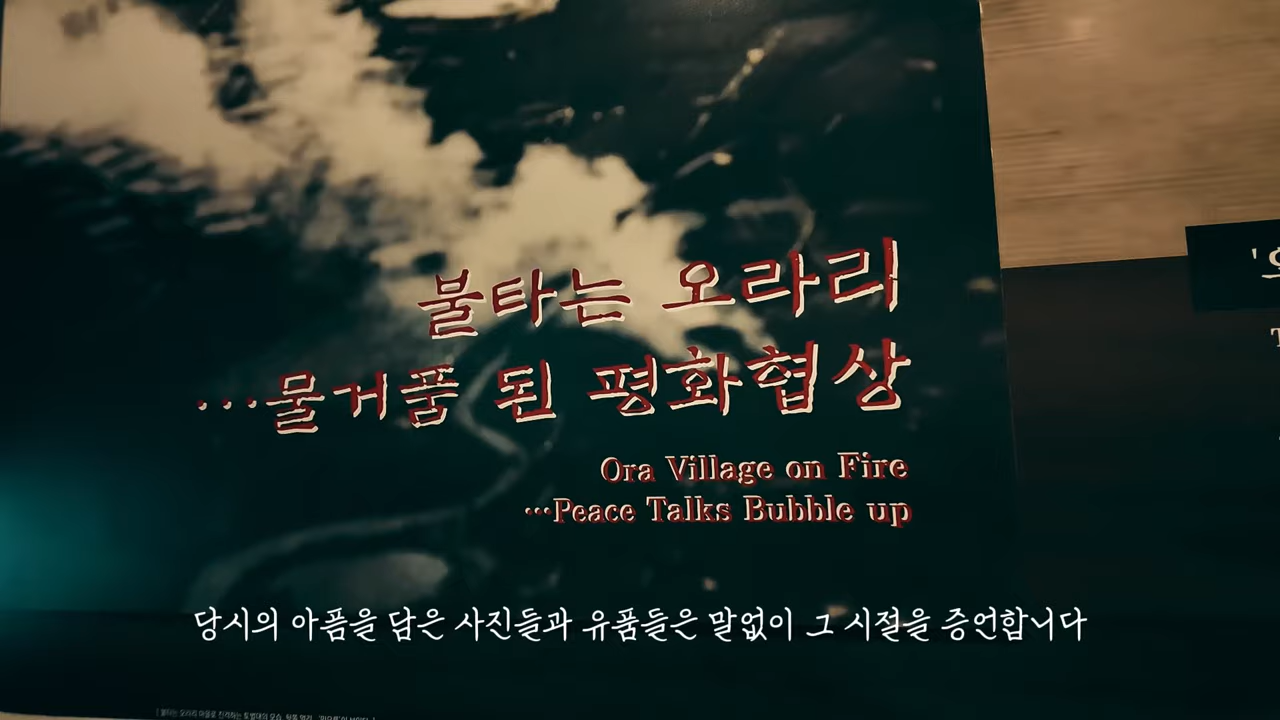 불타는 오라리
…물거품 된 평화협상
Ora Village on Fire
…Peace Talks Bubble up
당시의 아픔을 담은 사진들과 유품들은 말없이 그 시절을 증언합니다